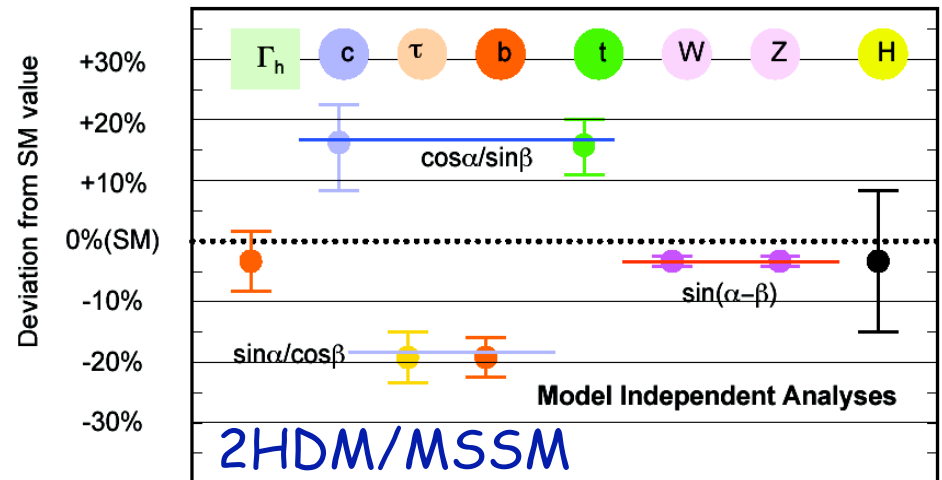 Deviation from SM value
+30%
+20%
+10%
0%(SM)
-10%
-20%
-30%
Γh c τ b t W Z H
cosα/sinβ
sin(α−β)
sinα/cosβ
Model Independent Analyses
2HDM/MSSM